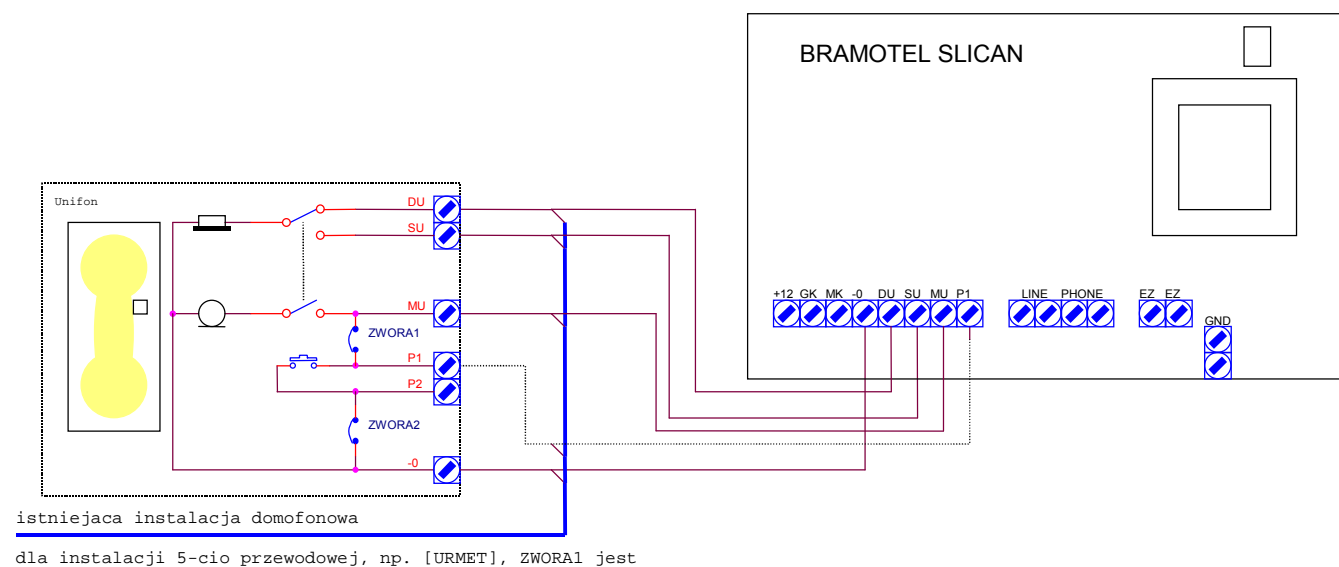 BRAMOTEL SLICAN
Unifon
DU
SU
MU
ZWORA1
P1
P2
ZWORA2
-0
+12 GK MK -0 DU SU MU P1
LINE PHONE
EZ EZ
GND
istniejaca instalacja domofonowa
dla instalacji 5-cio przewodowej, np. [URMET], ZWORA1 jest